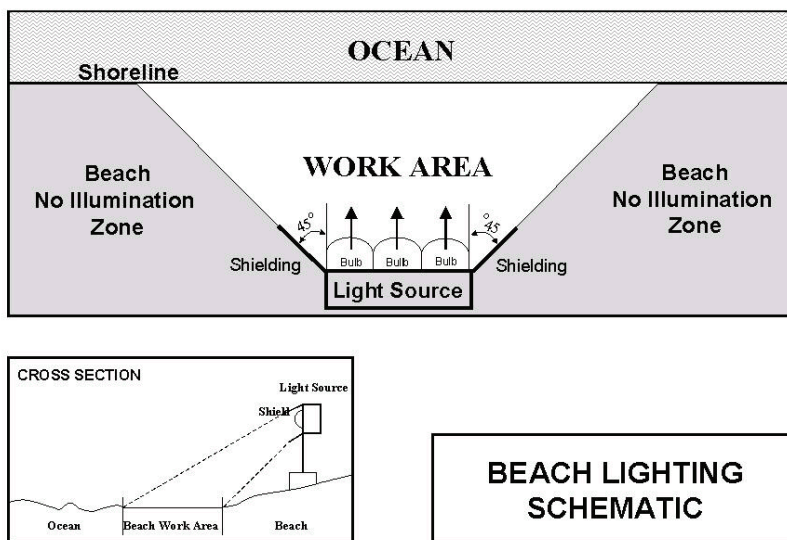 OCEAN
Shoreline
WORK AREA
Beach
No Illumination
Zone
Beach
No Illumination
Zone
45°
°45
Shielding
Bulb
Bulb
Bulb
Shielding
Light Source
CROSS SECTION
Light Source
Shield
Ocean
Beach Work Area
Beach
BEACH LIGHTING
SCHEMATIC